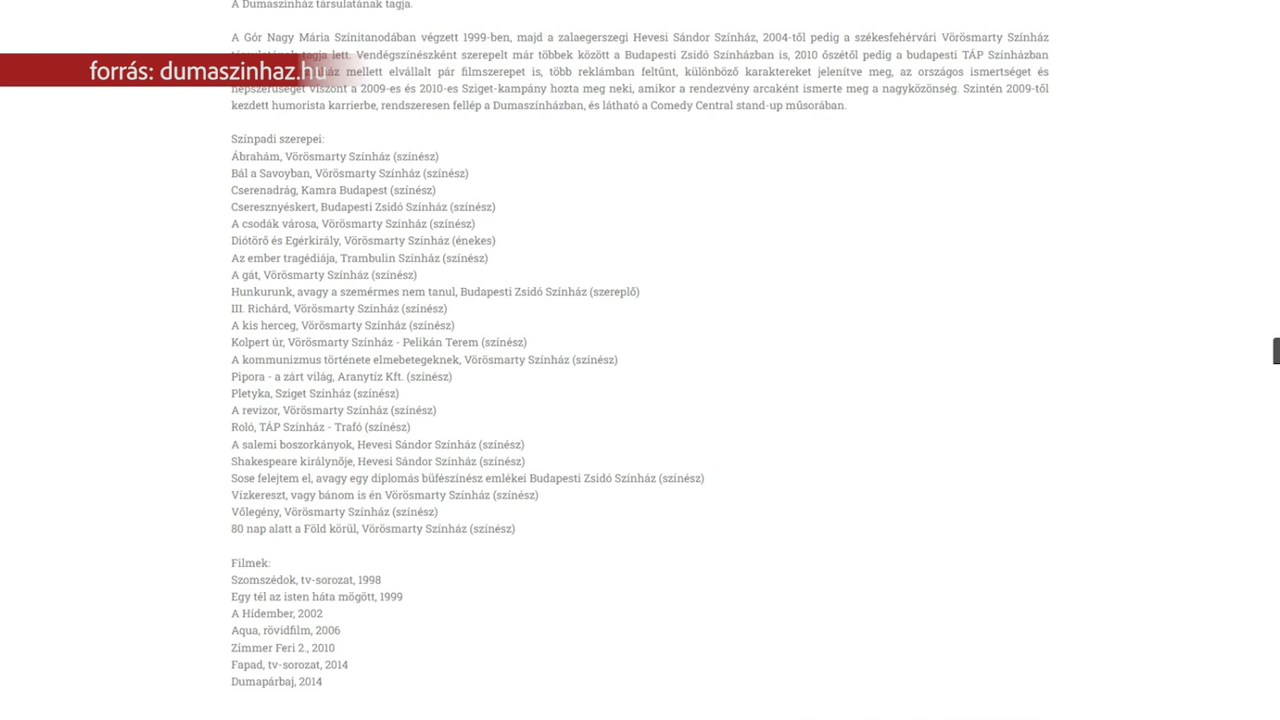 A Dumaszínház társulatának tagja.
A Gór Nagy Mária Színitanodában végzett 1999-ben, majd a zalaegerszegi Hevesi Sándor Színház, 2004-től pedig a székesfehérvári Vörösmarty Színház
tagja lett. Vendégszínészként szerepelt már többek között a Budapesti Zsidó Színházban is, 2010 őszétől pedig a budapesti TÁP Színházban
forrás: dumaszinhaz.hu
mellett elvállalt pár filmszerepet is, több reklámban feltűnt, különböző karaktereket jelenítve meg, az országos ismertséget és
népszerűséget viszont a 2009-es és 2010-es Sziget-kampány hozta meg neki, amikor a rendezvény arcaként ismerte meg a nagyközönség. Szintén 2009-től
kezdett humorista karrierbe, rendszeresen fellép a Dumaszínházban, és látható a Comedy Central stand-up műsorában.
Színpadi szerepei:
Ábrahám, Vörösmarty Színház (színész)
Bál a Savoyban, Vörösmarty Színház (színész)
Cserenadrág, Kamra Budapest (színész)
Cseresznyéskert, Budapesti Zsidó Színház (színész)
A csodák városa, Vörösmarty Színház (színész)
Diótörő és Egérkirály, Vörösmarty Színház (énekes)
Az ember tragédiája, Trambulin Színház (színész)
A gát, Vörösmarty Színház (színész)
Hunkurunk, avagy a szemérmes nem tanul, Budapesti Zsidó Színház (szereplő)
III. Richárd, Vörösmarty Színház (színész)
A kis herceg, Vörösmarty Színház (színész)
Kolpert úr, Vörösmarty Színház - Pelikán Terem (színész)
A kommunizmus története elmebetegeknek, Vörösmarty Színház (színész)
Pipora - a zárt világ, Aranytíz Kft. (színész)
Pletyka, Sziget Színház (színész)
A revizor, Vörösmarty Színház (színész)
Roló, TÁP Színház - Trafó (színész)
A salemi boszorkányok, Hevesi Sándor Színház (színész)
Shakespeare királynője, Hevesi Sándor Színház (színész)
Sose felejtem el, avagy egy diplomás büfészínész emlékei Budapesti Zsidó Színház (színész)
Vízkereszt, vagy bánom is én Vörösmarty Színház (színész)
Vőlegény, Vörösmarty Színház (színész)
80 nap alatt a Föld körül, Vörösmarty Színház (színész)
Filmek:
Szomszédok, tv-sorozat, 1998
Egy tél az isten háta mögött, 1999
A Hídember, 2002
Aqua, rövidfilm, 2006
Zimmer Feri 2., 2010
Fapad, tv-sorozat, 2014
Dumapárbaj, 2014